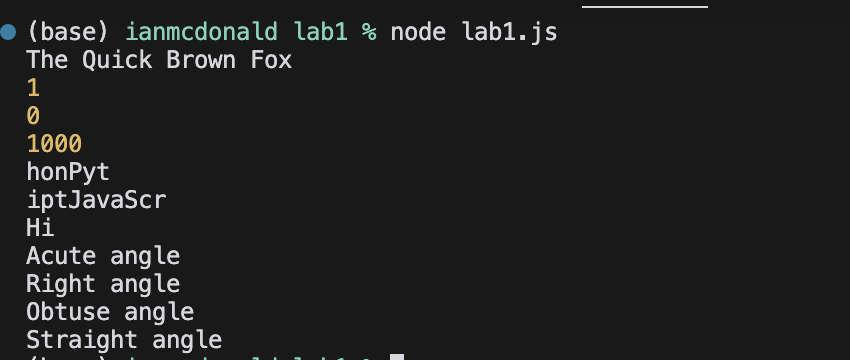 (base) ianmcdonald lab1 % node lab1.js
The Quick Brown Fox
1
0
1000
honPyt
iptJavaScr
Hi
Acute angle
Right angle
Obtuse angle
Straight angle